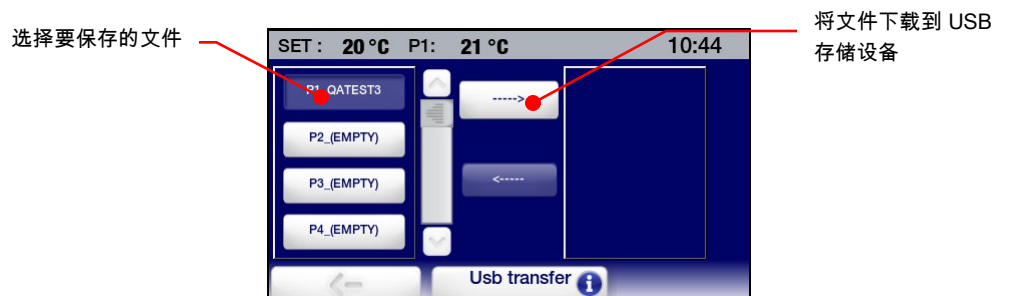 选择要保存的文件
将文件下载到 USB
存储设备
SET : 20 °C P1: 21 °C 10:44
P1_QATEST3
----->
P2_(EMPTY)
P3_(EMPTY)
<-----
P4_(EMPTY)
Usb transfer